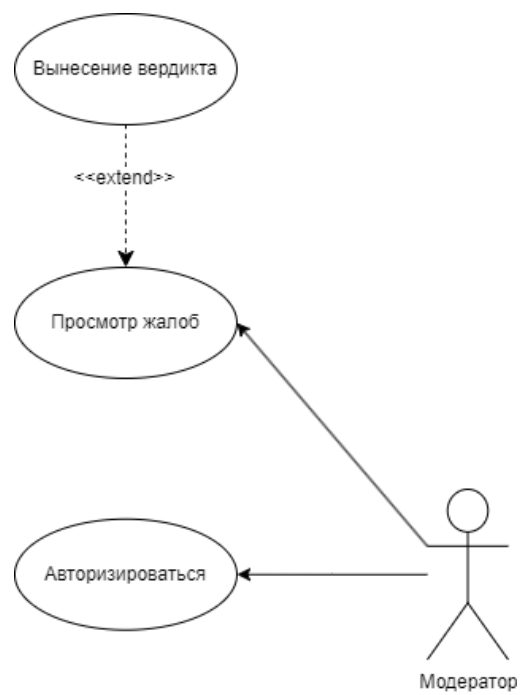 Вынесение вердикта
<<extend>>
Просмотр жалоб
Авторизироваться
Модератор